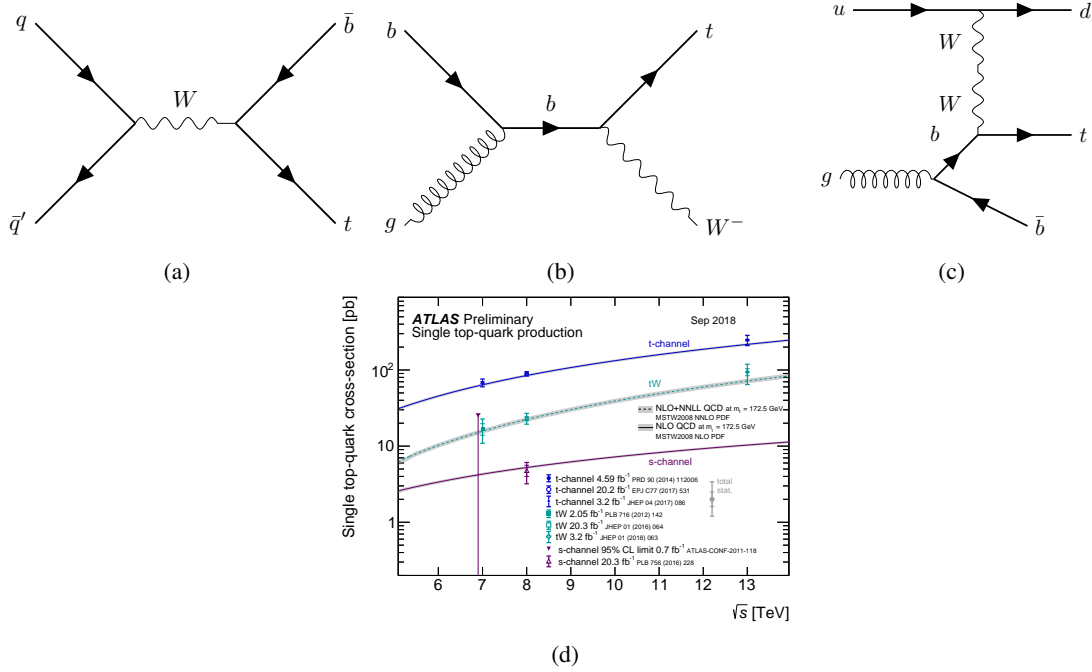 q
b̄
W
q̄′
t
(a)
b
t
b
g
W⁻
(b)
u
d
W
W
b
t
g
b̄
(c)
ATLAS Preliminary
Sep 2018
Single top-quark production
t-channel
tW
NLO+NNLL QCD at mₜ = 172.5 GeV
MSTW2008 NNLO PDF
NLO QCD at mₜ = 172.5 GeV
MSTW2008 NLO PDF
s-channel
t-channel 4.59 fb⁻¹ PRD 90 (2014) 112006
t-channel 20.2 fb⁻¹ EPJ C77 (2017) 531
t-channel 3.2 fb⁻¹ JHEP 04 (2017) 086
tW 2.05 fb⁻¹ PLB 716 (2012) 142
tW 20.3 fb⁻¹ JHEP 01 (2016) 064
tW 3.2 fb⁻¹ JHEP 01 (2018) 063
s-channel 95% CL limit 0.7 fb⁻¹ ATLAS-CONF-2011-118
s-channel 20.3 fb⁻¹ PLB 756 (2016) 228
total
stat.
Single top-quark cross-section [pb]
10²
10
1
6 7 8 9 10 11 12 13
√s [TeV]
(d)